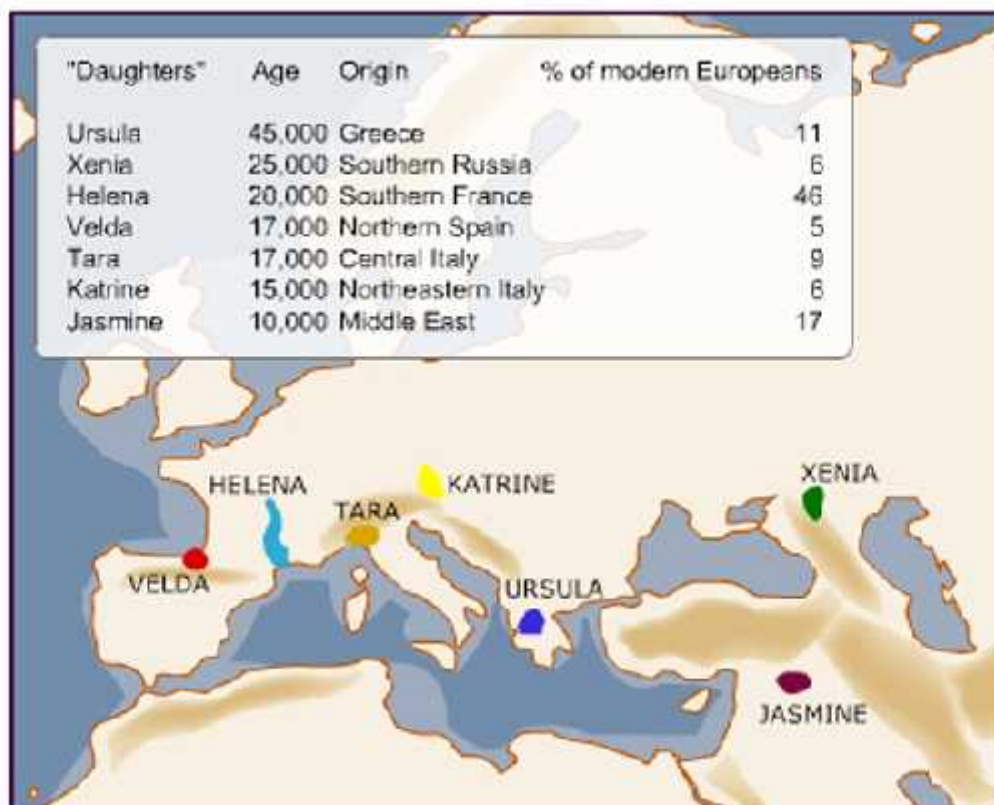 "Daughters" Age Origin % of modern Europeans
Ursula 45,000 Greece 11
Xenia 25,000 Southern Russia 6
Helena 20,000 Southern France 46
Velda 17,000 Northern Spain 5
Tara 17,000 Central Italy 9
Katrine 15,000 Northeastern Italy 6
Jasmine 10,000 Middle East 17
XENIA
HELENA
KATRINE
TARA
VELDA
URSULA
JASMINE